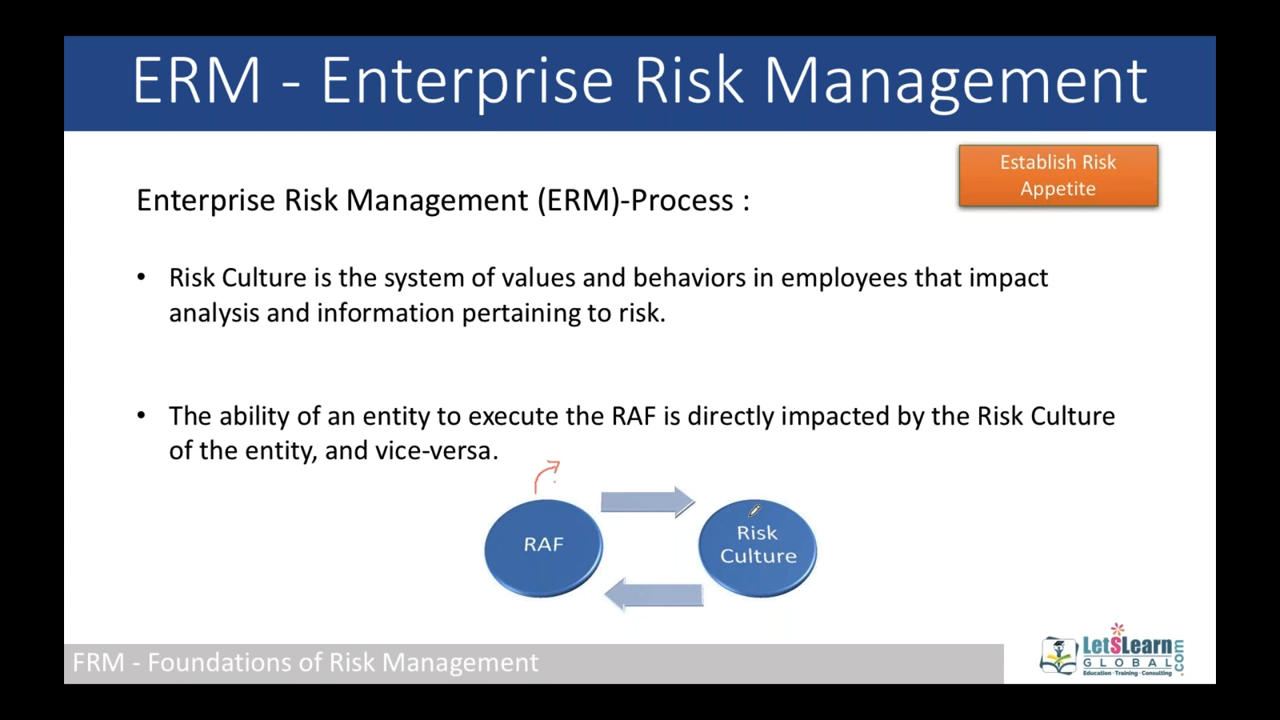 ERM - Enterprise Risk Management
Establish Risk
Appetite
Enterprise Risk Management (ERM)-Process :
• Risk Culture is the system of values and behaviors in employees that impact
analysis and information pertaining to risk.
• The ability of an entity to execute the RAF is directly impacted by the Risk Culture
of the entity, and vice-versa.
RAF
Risk
Culture
FRM - Foundations of Risk Management
LetSLearn
GLOBAL
.com
Education - Training - Consulting